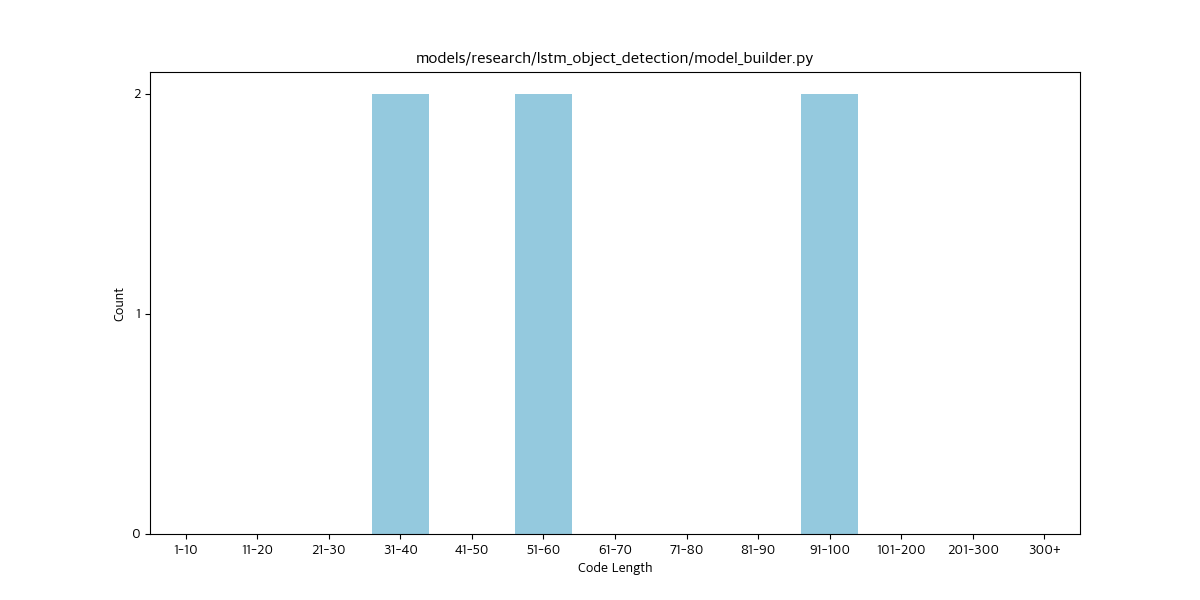 models/research/lstm_object_detection/model_builder.py
2
1
0
Count
1-10 11-20 21-30 31-40 41-50 51-60 61-70 71-80 81-90 91-100 101-200 201-300 300+
Code Length